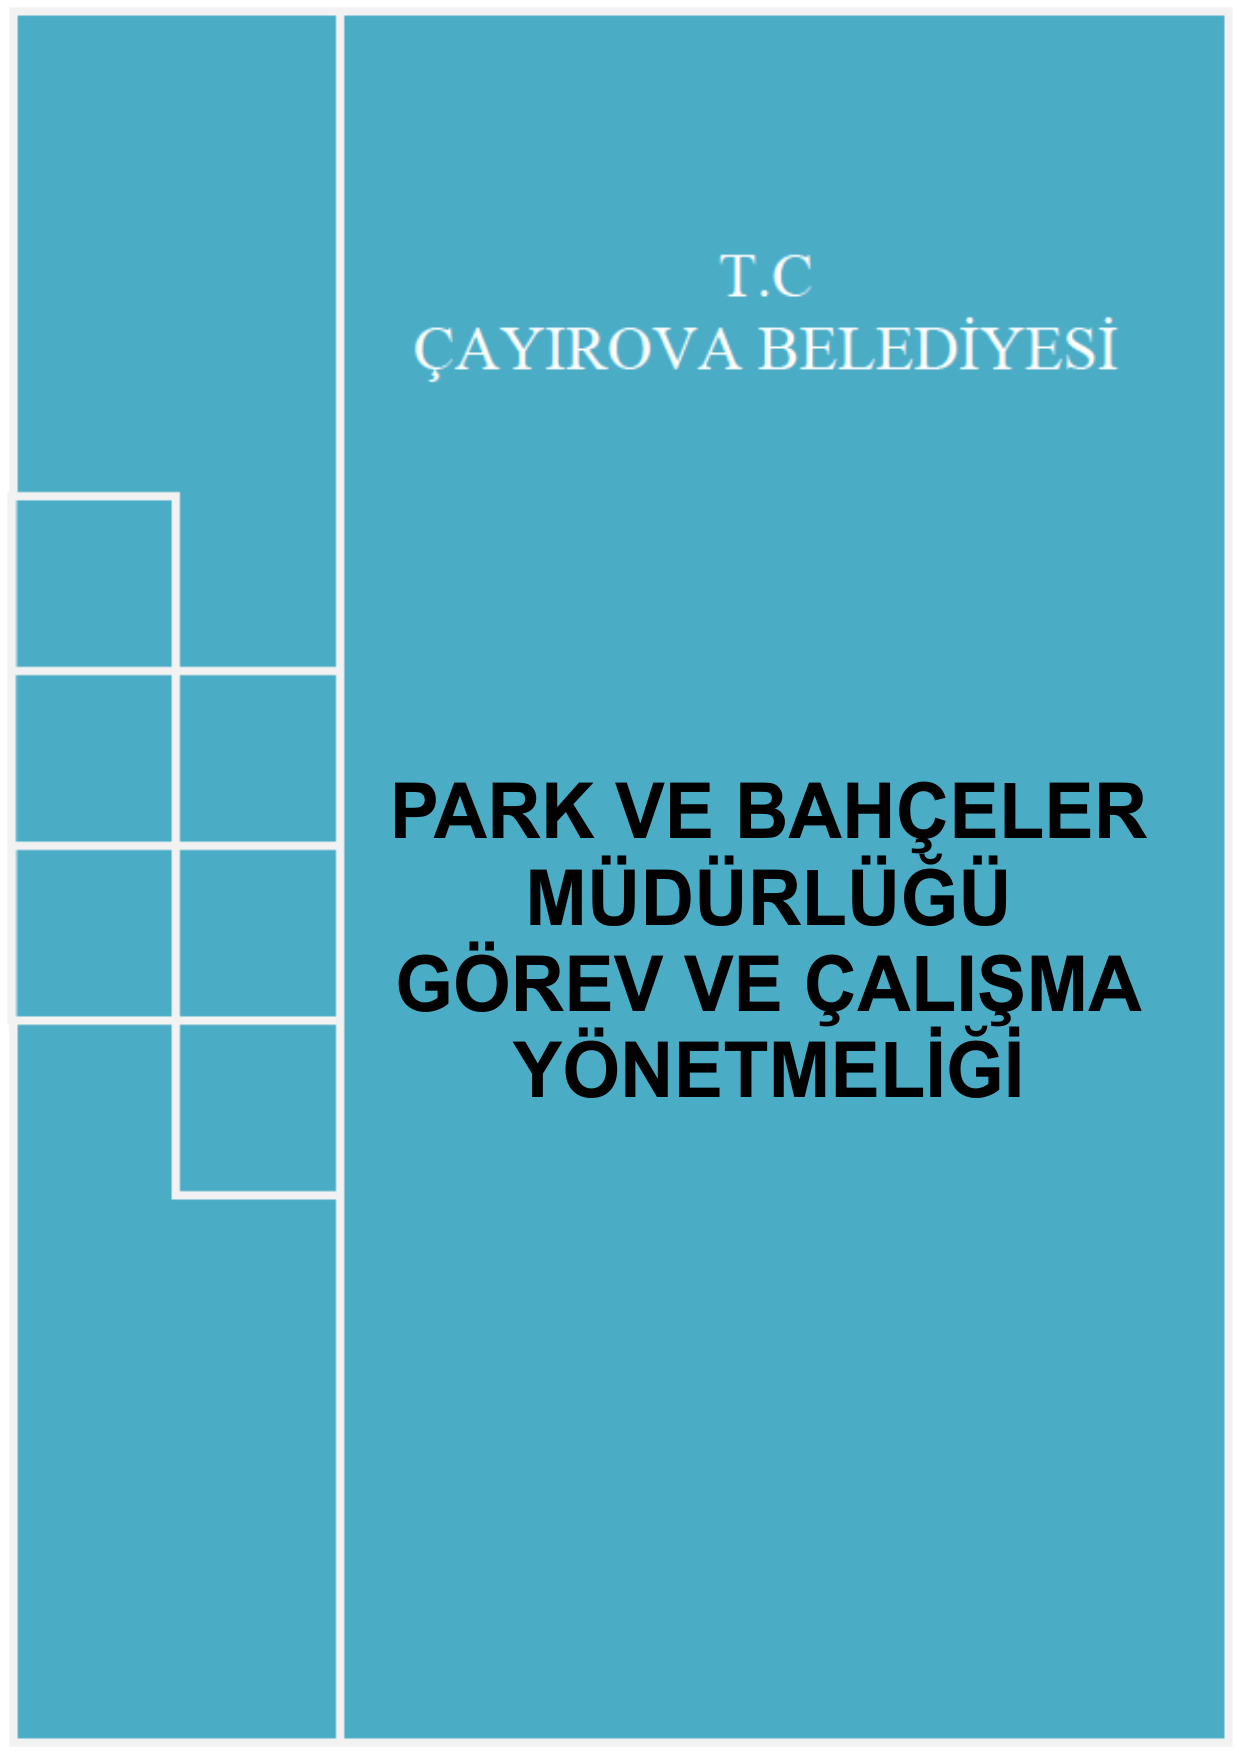 T.C
ÇAYIROVA BELEDİYESİ
PARK VE BAHÇELER
MÜDÜRLÜĞÜ
GÖREV VE ÇALIŞMA
YÖNETMELİĞİ